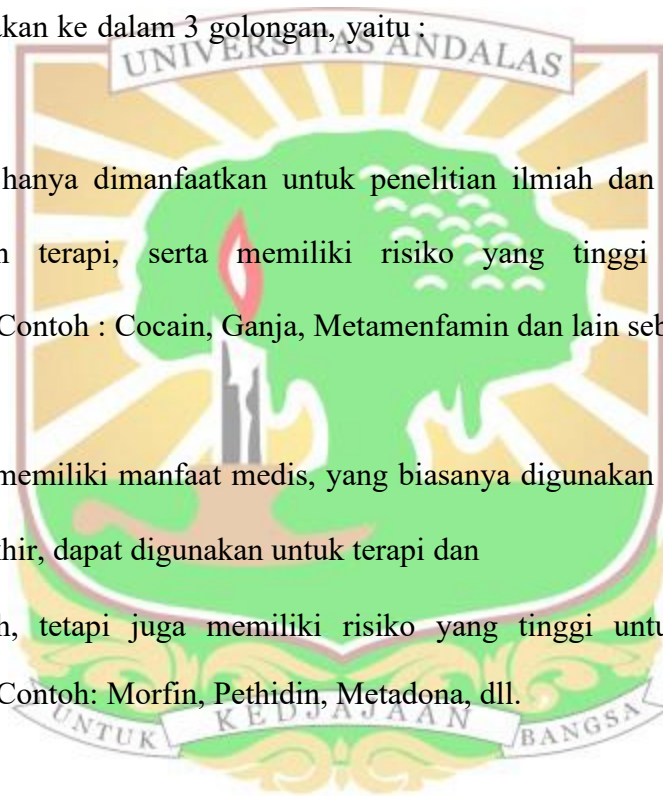 akan ke dalam 3 golongan, yaitu :
UNIVERSITAS ANDALAS
hanya dimanfaatkan untuk penelitian ilmiah dan
terapi, serta memiliki risiko yang tinggi
Contoh : Cocain, Ganja, Metamenfamin dan lain seb
memiliki manfaat medis, yang biasanya digunakan
hir, dapat digunakan untuk terapi dan
h, tetapi juga memiliki risiko yang tinggi untu
Contoh: Morfin, Pethidin, Metadona, dll.
UNTUK KEDJAJAAN BANGSA